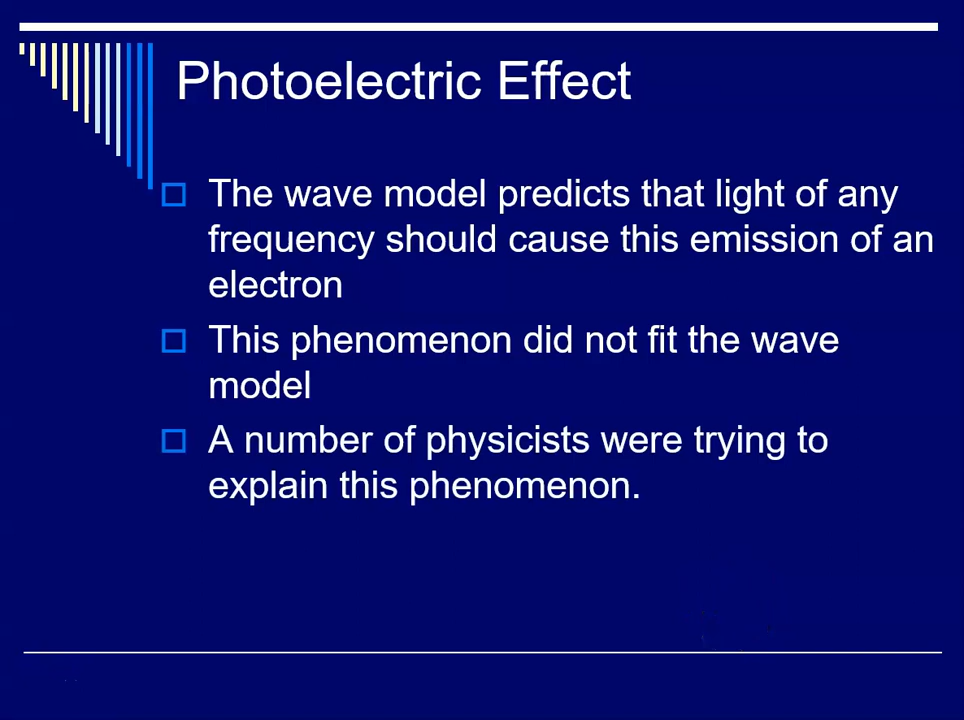 Photoelectric Effect
The wave model predicts that light of any
frequency should cause this emission of an
electron
This phenomenon did not fit the wave
model
A number of physicists were trying to
explain this phenomenon.